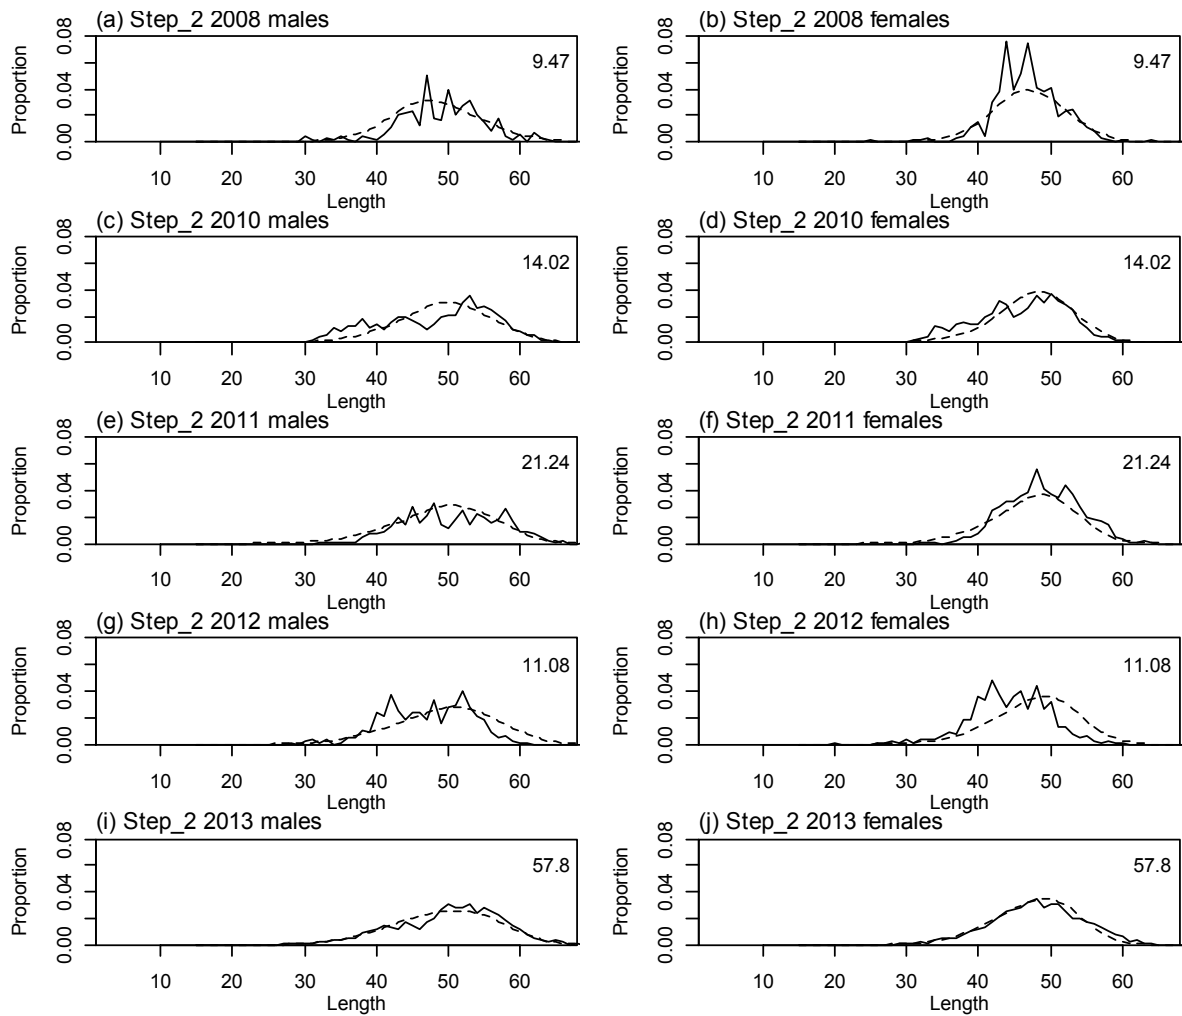 (a) Step_2 2008 males
Proportion
0.00 0.04 0.08
9.47
10 20 30 40 50 60
Length
(b) Step_2 2008 females
Proportion
0.00 0.04 0.08
9.47
10 20 30 40 50 60
Length
(c) Step_2 2010 males
Proportion
0.00 0.04 0.08
14.02
10 20 30 40 50 60
Length
(d) Step_2 2010 females
Proportion
0.00 0.04 0.08
14.02
10 20 30 40 50 60
Length
(e) Step_2 2011 males
Proportion
0.00 0.04 0.08
21.24
10 20 30 40 50 60
Length
(f) Step_2 2011 females
Proportion
0.00 0.04 0.08
21.24
10 20 30 40 50 60
Length
(g) Step_2 2012 males
Proportion
0.00 0.04 0.08
11.08
10 20 30 40 50 60
Length
(h) Step_2 2012 females
Proportion
0.00 0.04 0.08
11.08
10 20 30 40 50 60
Length
(i) Step_2 2013 males
Proportion
0.00 0.04 0.08
57.8
10 20 30 40 50 60
Length
(j) Step_2 2013 females
Proportion
0.00 0.04 0.08
57.8
10 20 30 40 50 60
Length